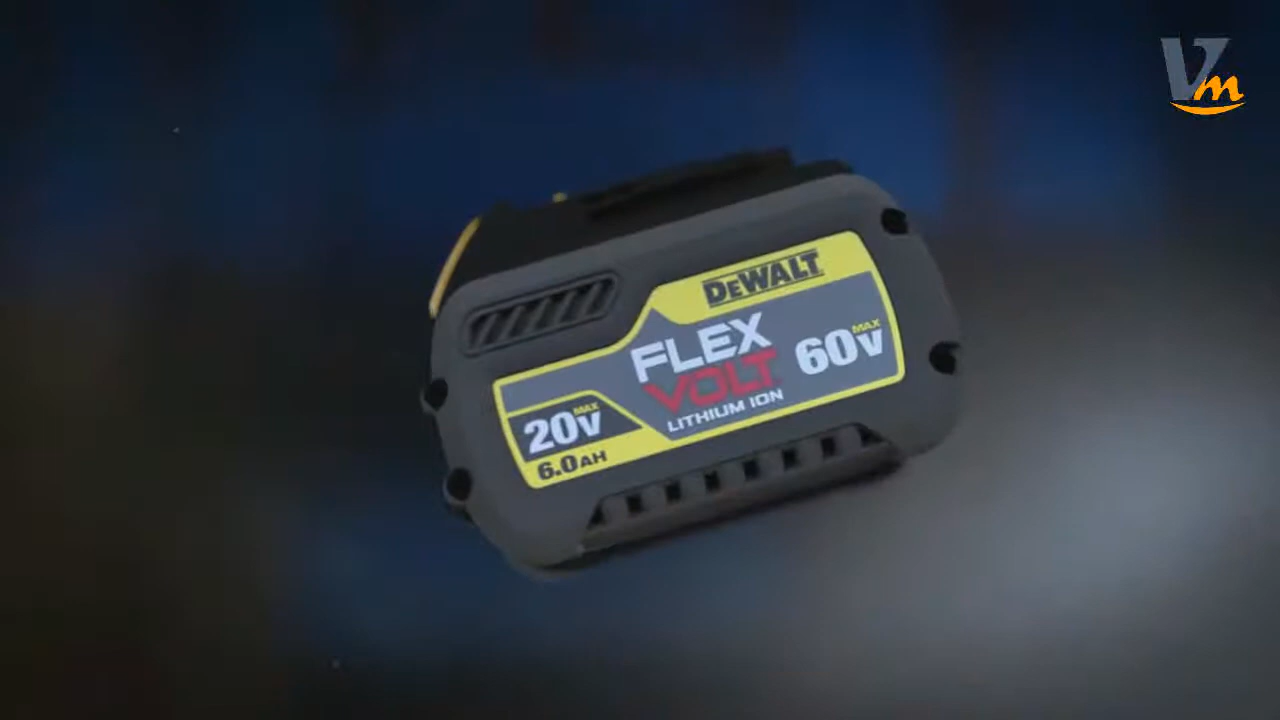 Vm
DeWALT
FLEX
VOLT
LITHIUM ION
60V MAX
20V MAX
6.0AH